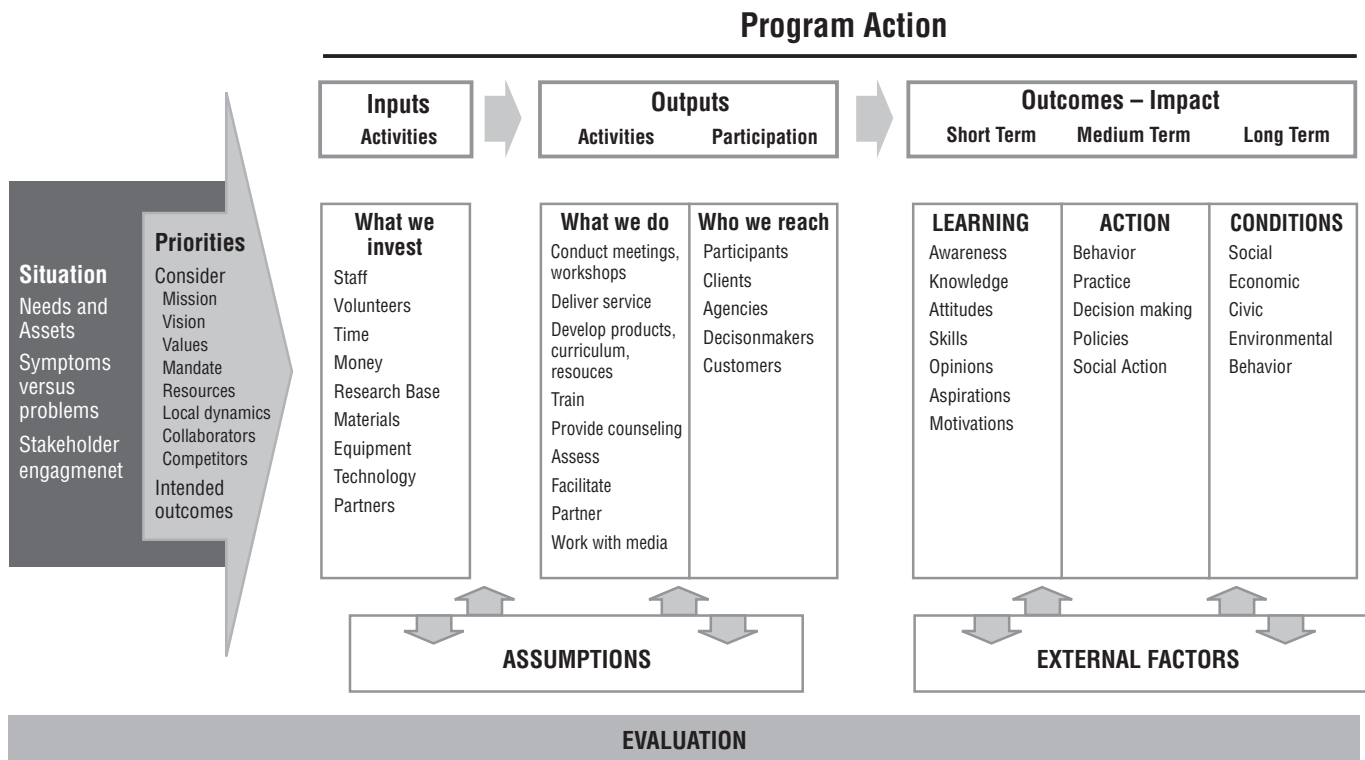 Program Action
Inputs
Activities
Outputs
Activities Participation
Outcomes – Impact
Short Term Medium Term Long Term
Situation
Needs and
Assets
Symptoms
versus
problems
Stakeholder
engagmenet
Priorities
Consider
Mission
Vision
Values
Mandate
Resources
Local dynamics
Collaborators
Competitors
Intended
outcomes
What we
invest
Staff
Volunteers
Time
Money
Research Base
Materials
Equipment
Technology
Partners
What we do
Conduct meetings,
workshops
Deliver service
Develop products,
curriculum,
resouces
Train
Provide counseling
Assess
Facilitate
Partner
Work with media
Who we reach
Participants
Clients
Agencies
Decisonmakers
Customers
LEARNING
Awareness
Knowledge
Attitudes
Skills
Opinions
Aspirations
Motivations
ACTION
Behavior
Practice
Decision making
Policies
Social Action
CONDITIONS
Social
Economic
Civic
Environmental
Behavior
ASSUMPTIONS
EXTERNAL FACTORS
EVALUATION